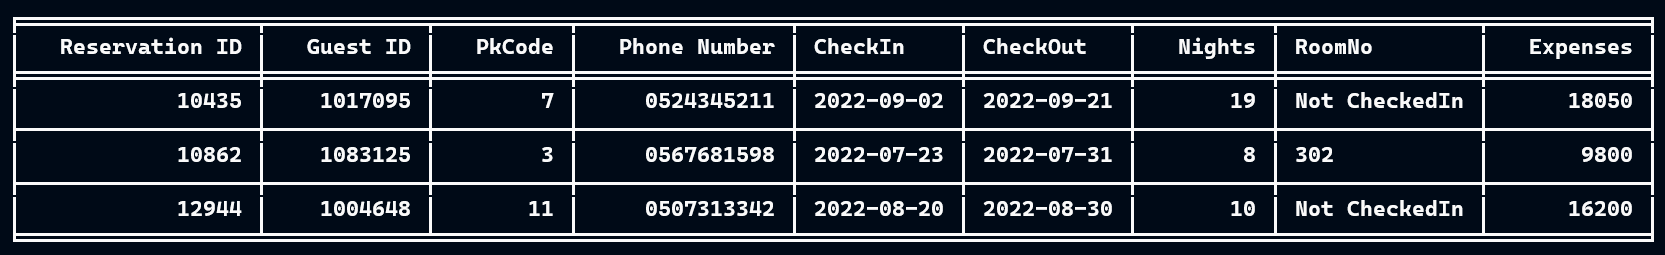 Reservation ID Guest ID PkCode Phone Number CheckIn CheckOut Nights RoomNo Expenses
10435 1017095 7 0524345211 2022-09-02 2022-09-21 19 Not CheckedIn 18050
10862 1083125 3 0567681598 2022-07-23 2022-07-31 8 302 9800
12944 1004648 11 0507313342 2022-08-20 2022-08-30 10 Not CheckedIn 16200